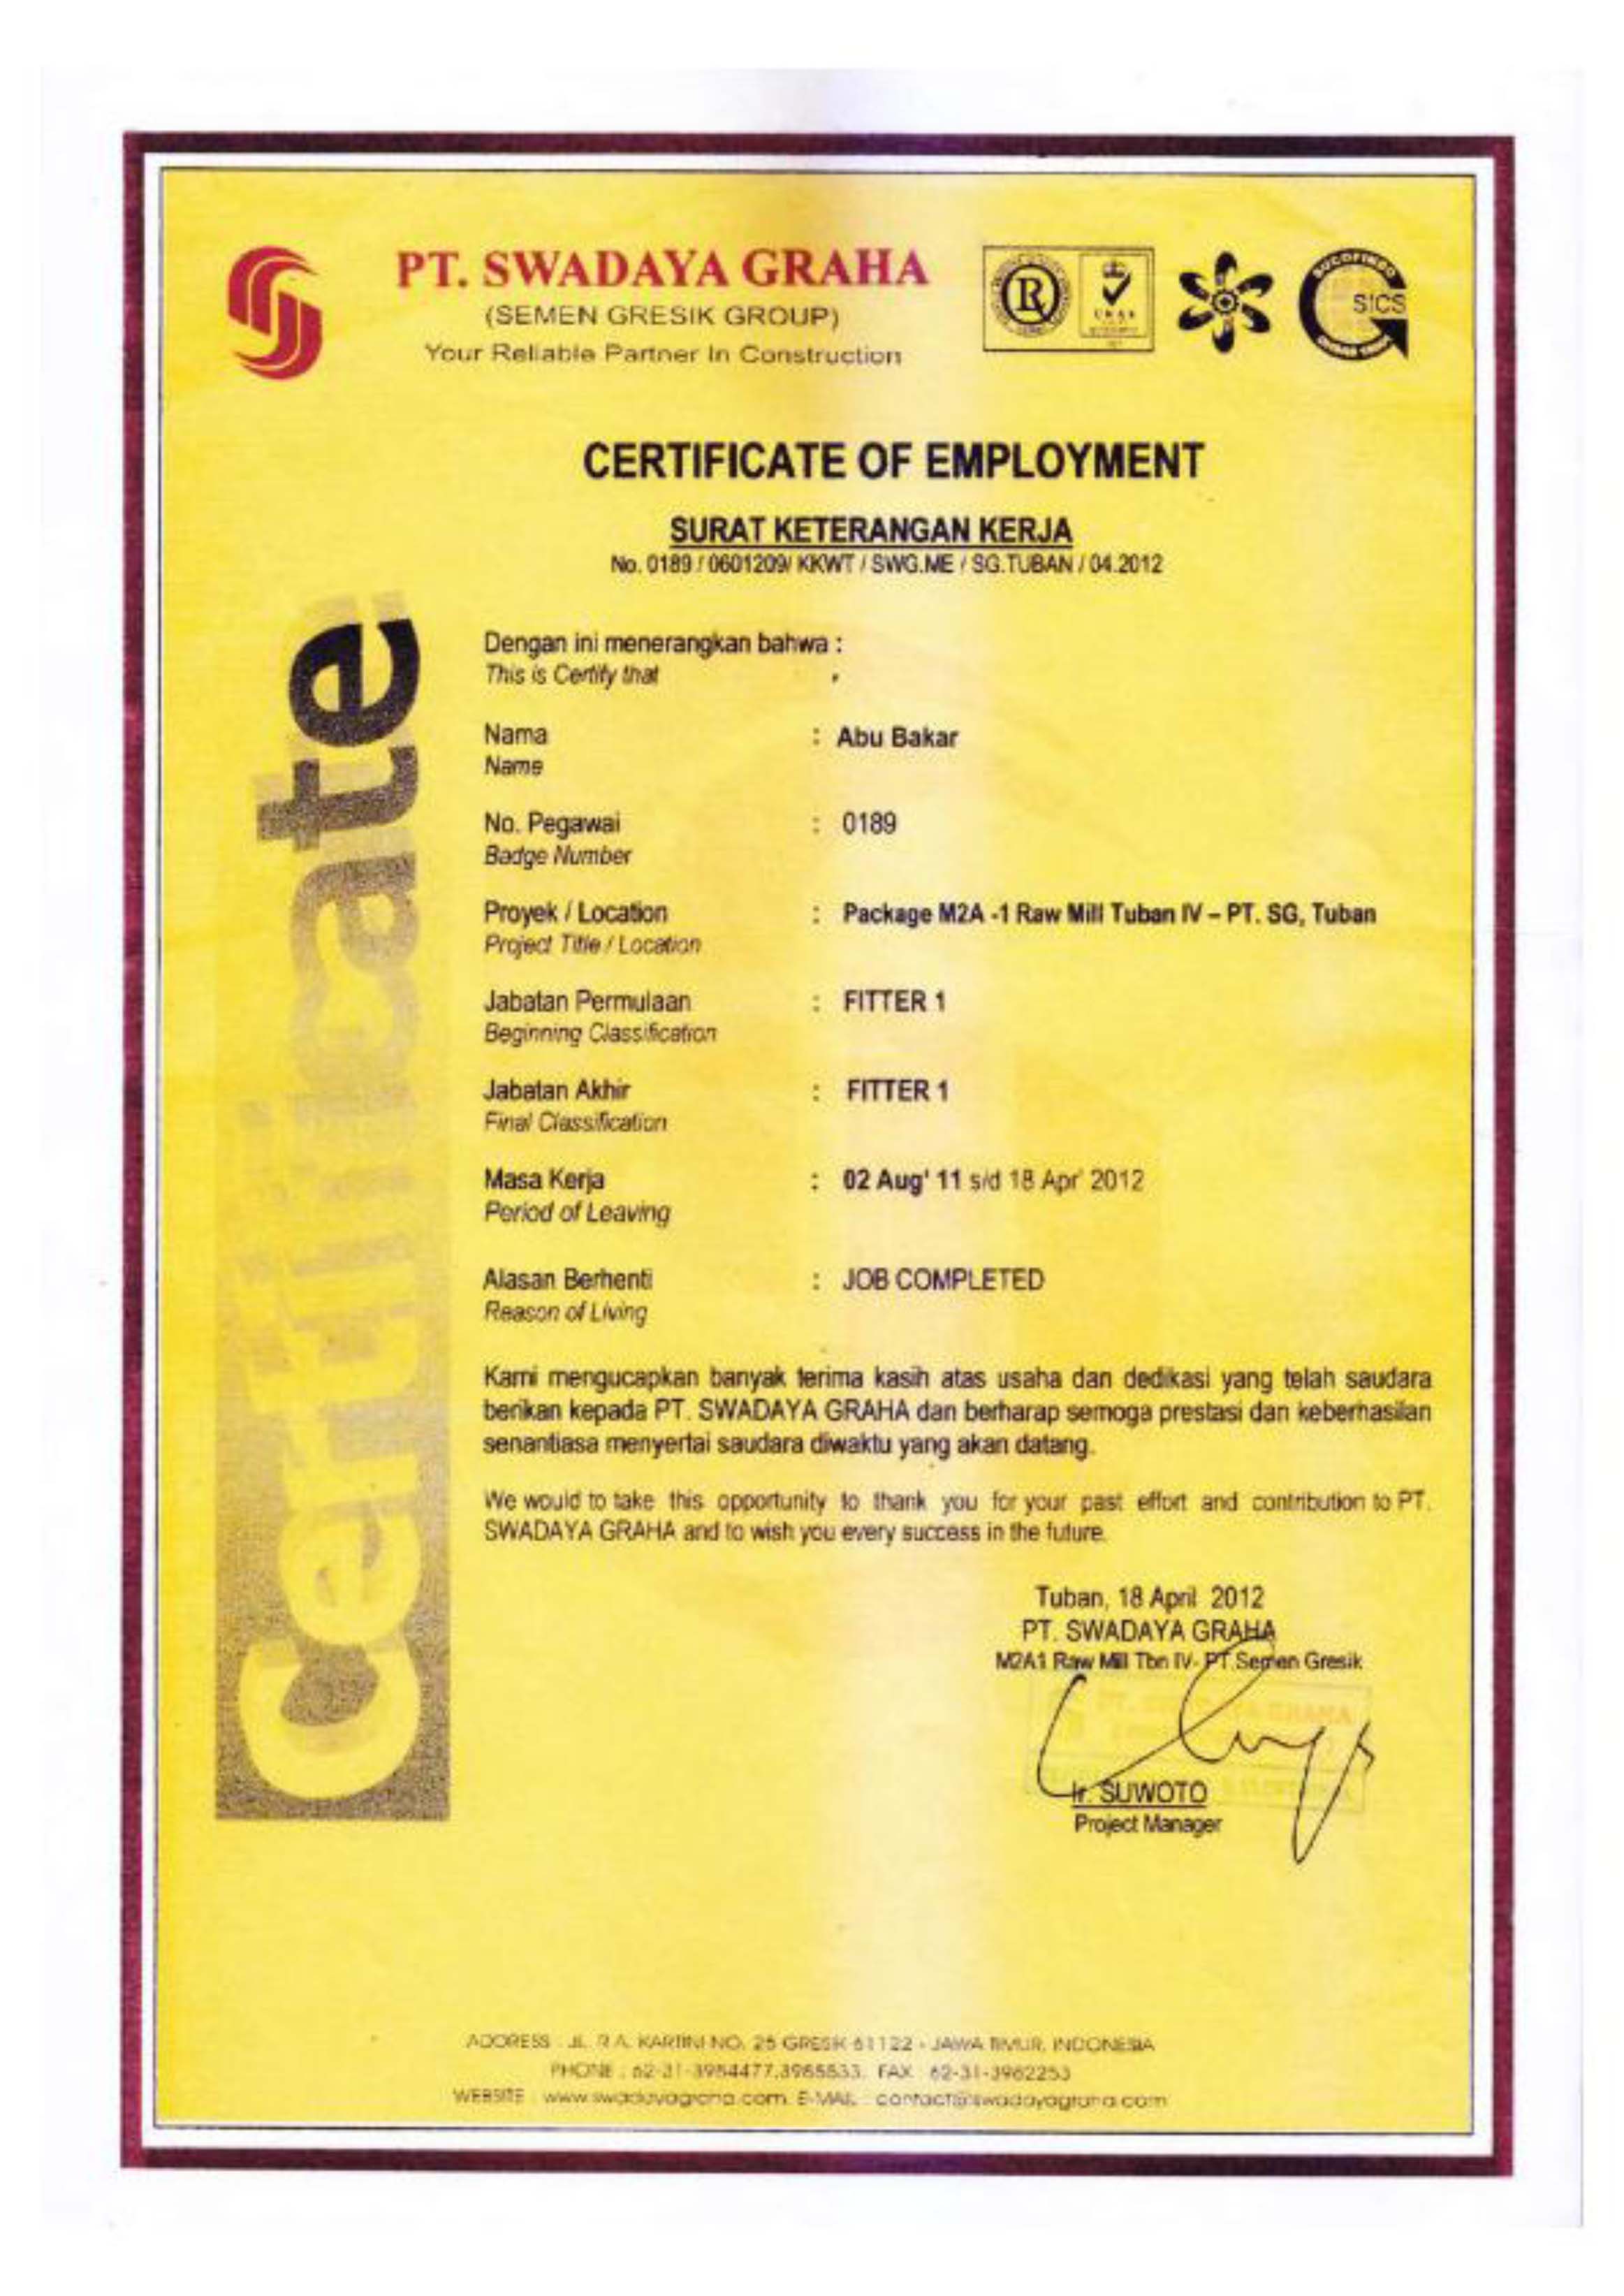 PT. SWADAYA GRAHA
(SEMEN GRESIK GROUP)
Your Reliable Partner In Construction
R
UKAS
SUCOFINDO
SICS
CERTIFICATE OF EMPLOYMENT
SURAT KETERANGAN KERJA
No. 0189 / 0601209/ KKWT / SWG.ME / SG.TUBAN / 04.2012
Certificate
Dengan ini menerangkan bahwa :
This is Certify that
Nama : Abu Bakar
Name
No. Pegawai : 0189
Badge Number
Proyek / Location : Package M2A -1 Raw Mill Tuban IV – PT. SG, Tuban
Project Title / Location
Jabatan Permulaan : FITTER 1
Beginning Classification
Jabatan Akhir : FITTER 1
Final Classification
Masa Kerja : 02 Aug' 11 s/d 18 Apr' 2012
Period of Leaving
Alasan Berhenti : JOB COMPLETED
Reason of Living
Kami mengucapkan banyak terima kasih atas usaha dan dedikasi yang telah saudara
berikan kepada PT. SWADAYA GRAHA dan berharap semoga prestasi dan keberhasilan
senantiasa menyertai saudara diwaktu yang akan datang.
We would to take this opportunity to thank you for your past effort and contribution to PT.
SWADAYA GRAHA and to wish you every success in the future.
Tuban, 18 April 2012
PT. SWADAYA GRAHA
M2A1 Raw Mill Tbn IV- PT.Semen Gresik
Ir. SUWOTO
Project Manager
ADDRESS : JL. R.A. KARTINI NO. 25 GRESIK 61122 - JAWA TIMUR, INDONESIA
PHONE : 62-31-3984477,3985833, FAX : 62-31-3982253
WEBSITE : www.swadayagraha.com. E-MAIL : contact@swadayagraha.com